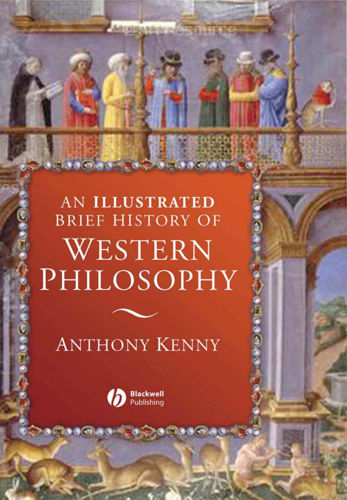 AN ILLUSTRATED
BRIEF HISTORY OF
WESTERN
PHILOSOPHY
ANTHONY KENNY
b
Blackwell
Publishing